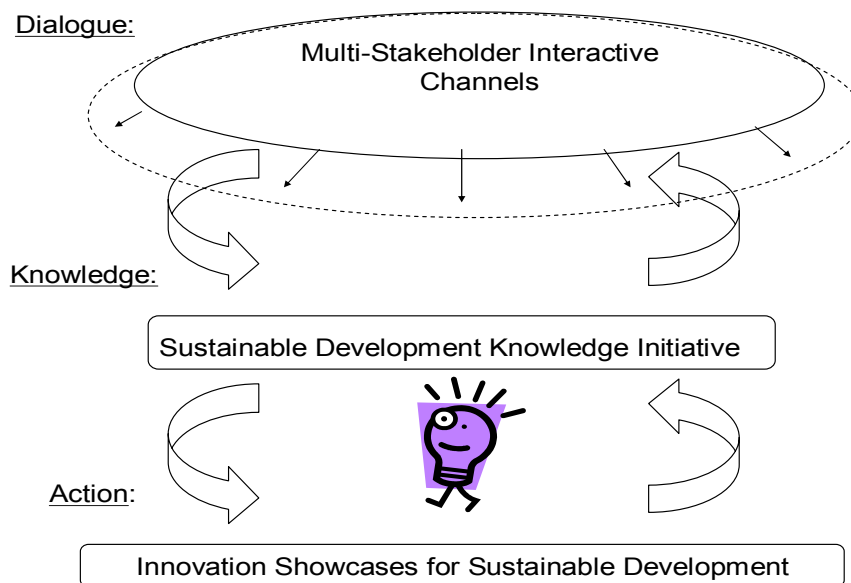 Dialogue:
Multi-Stakeholder Interactive
Channels
Knowledge:
Sustainable Development Knowledge Initiative
Action:
Innovation Showcases for Sustainable Development